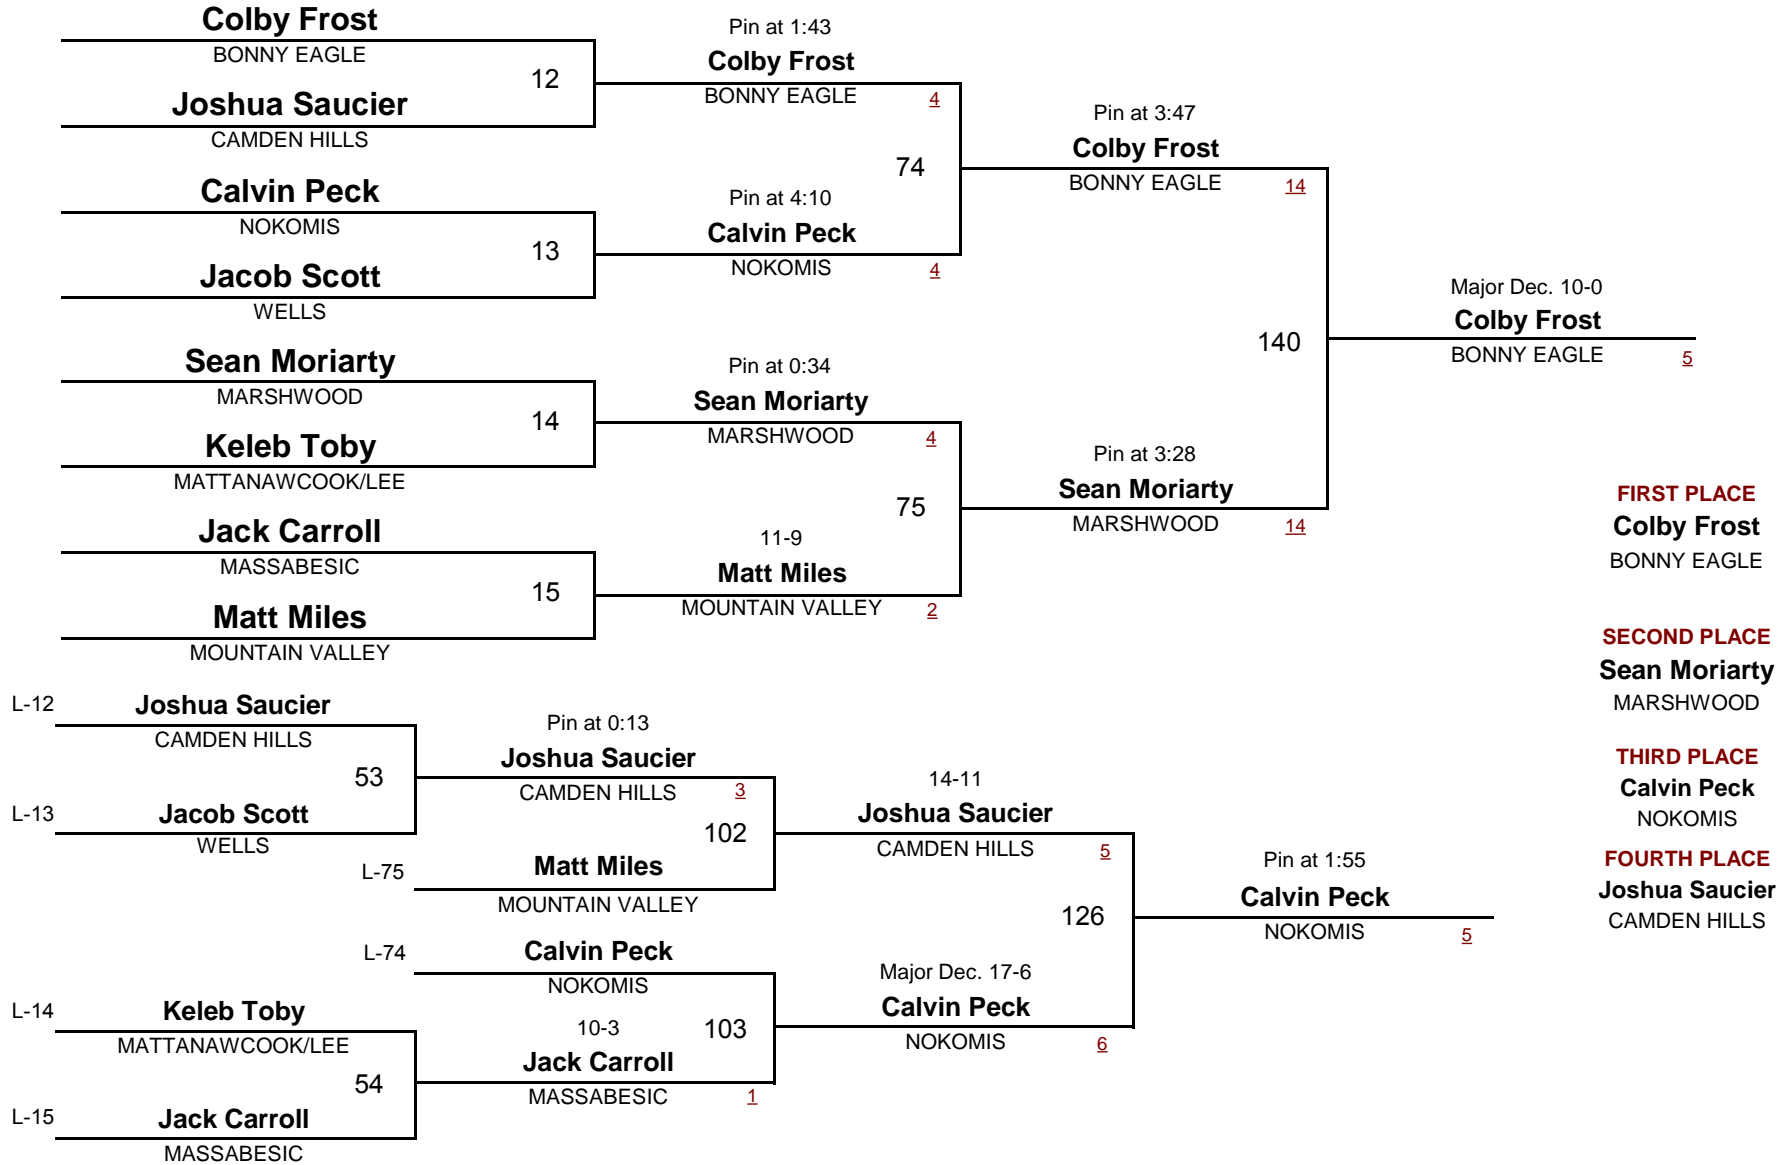 Colby Frost
BONNY EAGLE
12
Joshua Saucier
CAMDEN HILLS
Calvin Peck
NOKOMIS
13
Jacob Scott
WELLS
Sean Moriarty
MARSHWOOD
14
Keleb Toby
MATTANAWCOOK/LEE
Jack Carroll
MASSABESIC
15
Matt Miles
MOUNTAIN VALLEY
Pin at 1:43
Colby Frost
BONNY EAGLE 4
74
Pin at 4:10
Calvin Peck
NOKOMIS 4
Pin at 0:34
Sean Moriarty
MARSHWOOD 4
75
11-9
Matt Miles
MOUNTAIN VALLEY 2
Pin at 3:47
Colby Frost
BONNY EAGLE 14
140
Pin at 3:28
Sean Moriarty
MARSHWOOD 14
Major Dec. 10-0
Colby Frost
BONNY EAGLE 5
FIRST PLACE
Colby Frost
BONNY EAGLE
SECOND PLACE
Sean Moriarty
MARSHWOOD
THIRD PLACE
Calvin Peck
NOKOMIS
FOURTH PLACE
Joshua Saucier
CAMDEN HILLS
L-12 Joshua Saucier
CAMDEN HILLS
53
L-13 Jacob Scott
WELLS
L-14 Keleb Toby
MATTANAWCOOK/LEE
54
L-15 Jack Carroll
MASSABESIC
Pin at 0:13
Joshua Saucier
CAMDEN HILLS 3
102
L-75 Matt Miles
MOUNTAIN VALLEY
L-74 Calvin Peck
NOKOMIS
10-3 103
Jack Carroll
MASSABESIC 1
14-11
Joshua Saucier
CAMDEN HILLS 5
126
Major Dec. 17-6
Calvin Peck
NOKOMIS 6
Pin at 1:55
Calvin Peck
NOKOMIS 5